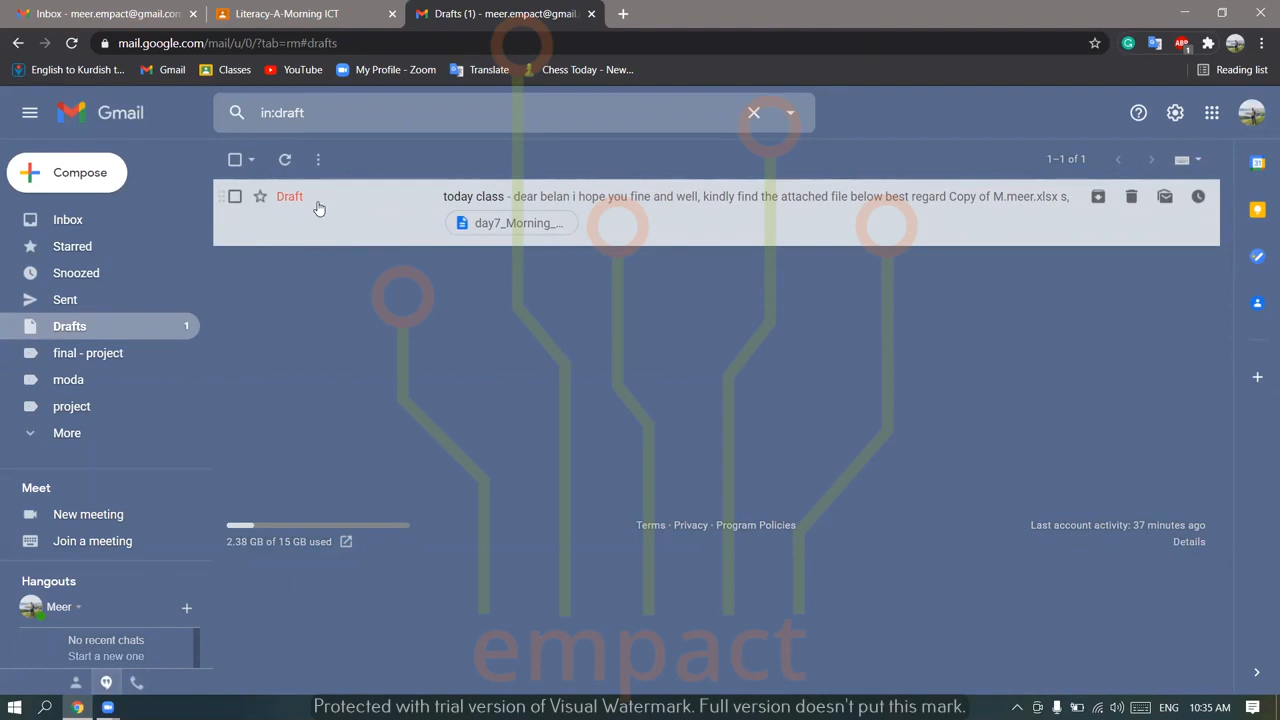 Inbox - meer.empact@gmail.com
Literacy-A-Morning ICT
Drafts (1) - meer.empact@gmail.
mail.google.com/mail/u/0/?tab=rm#drafts
English to Kurdish t...
Gmail
Classes
YouTube
My Profile - Zoom
Translate
Chess Today - New...
Reading list
Gmail
in:draft
Compose
1–1 of 1
Draft
today class - dear belan i hope you fine and well, kindly find the attached file below best regard Copy of M.meer.xlsx s,
day7_Morning_...
Inbox
Starred
Snoozed
Sent
Drafts 1
final - project
moda
project
More
Meet
New meeting
Join a meeting
Hangouts
Meer
No recent chats
Start a new one
2.38 GB of 15 GB used
Terms · Privacy · Program Policies
Last account activity: 37 minutes ago
Details
empact
Protected with trial version of Visual Watermark. Full version doesn't put this mark.
ENG
10:35 AM